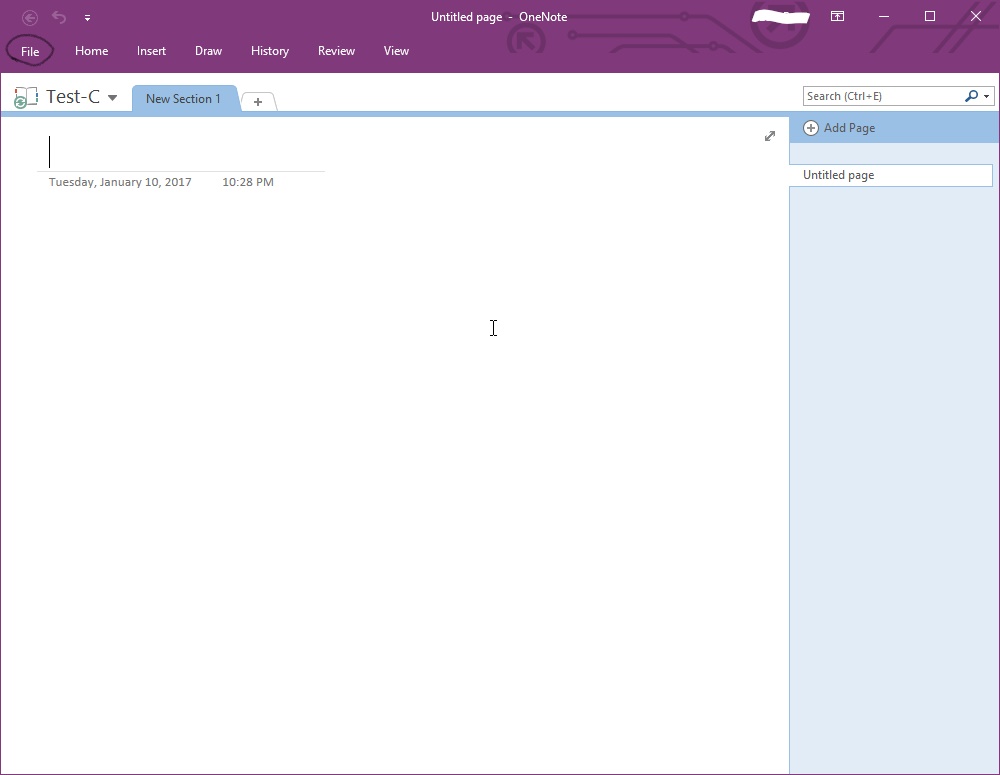 Untitled page - OneNote
File Home Insert Draw History Review View
Test-C New Section 1 + Search (Ctrl+E)
Add Page
Tuesday, January 10, 2017 10:28 PM
Untitled page